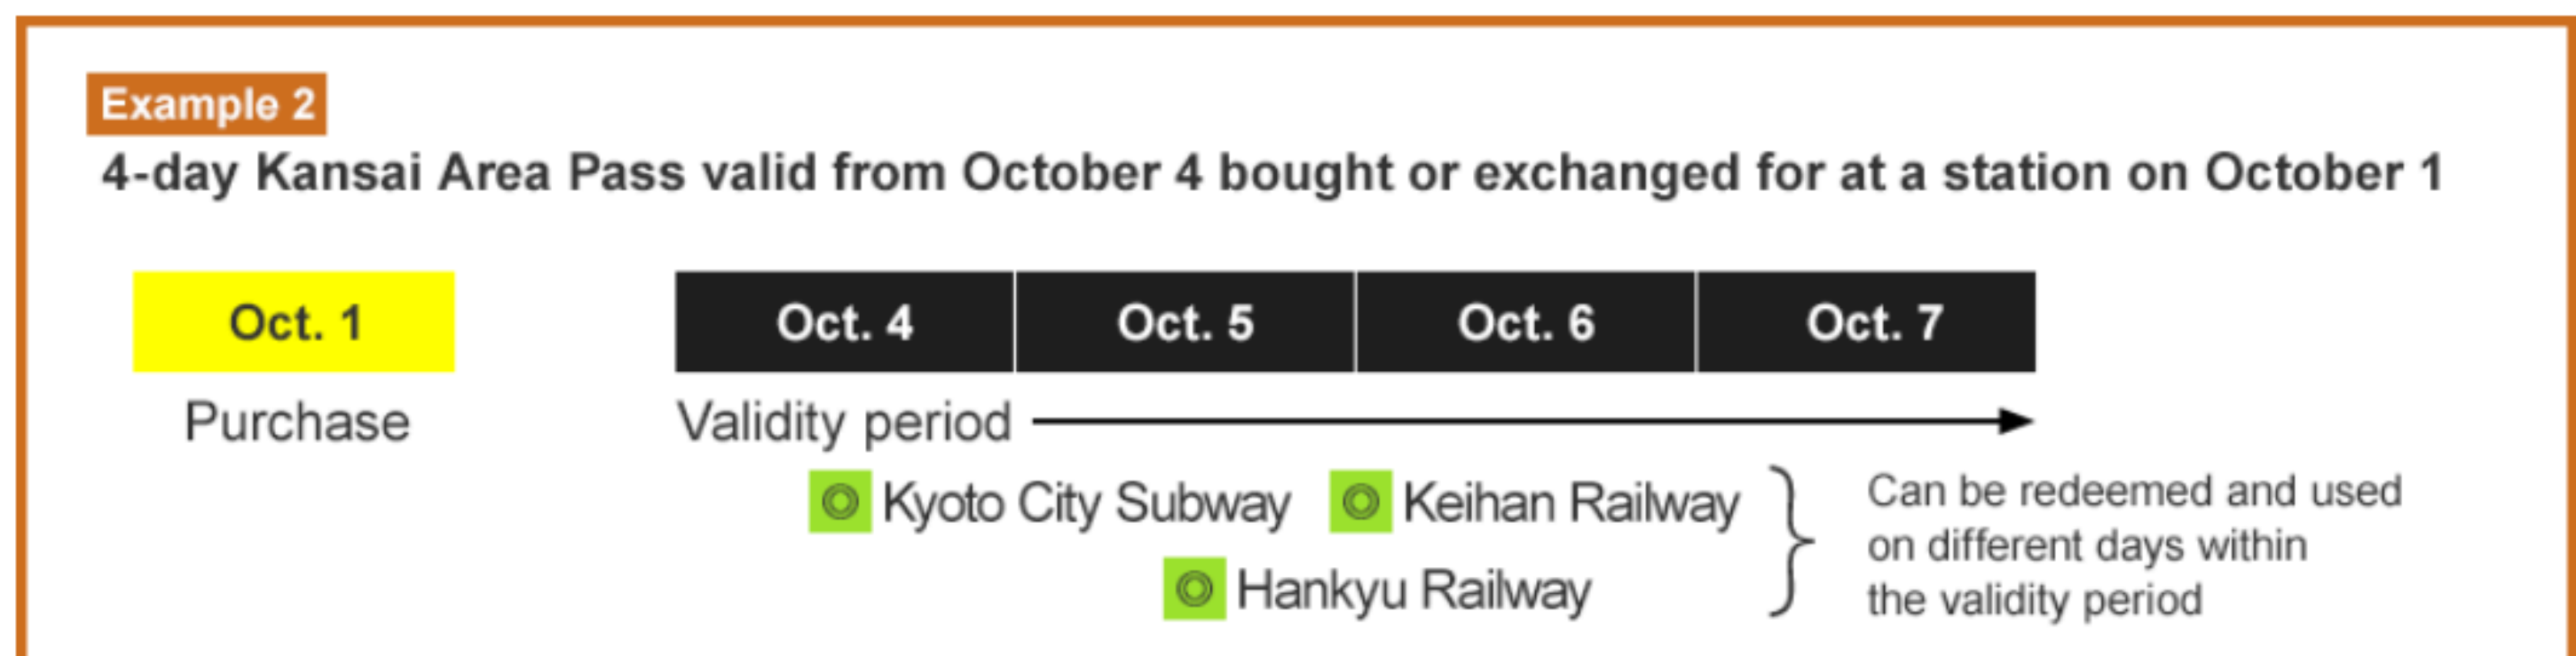 Example 2
4-day Kansai Area Pass valid from October 4 bought or exchanged for at a station on October 1
Oct. 1 Oct. 4 Oct. 5 Oct. 6 Oct. 7
Purchase Validity period
Kyoto City Subway Keihan Railway
Hankyu Railway
Can be redeemed and used
on different days within
the validity period